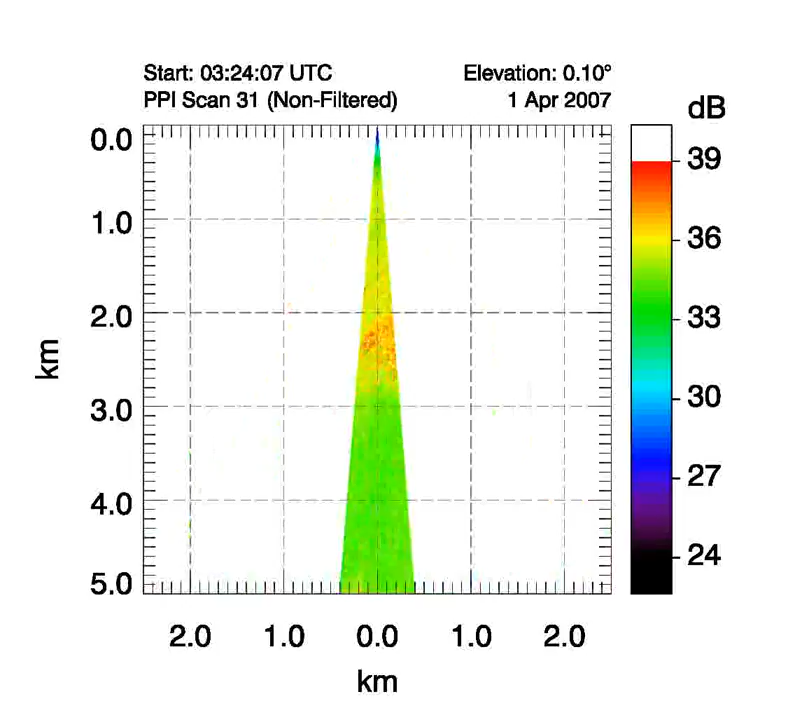 Start: 03:24:07 UTC
Elevation: 0.10°
PPI Scan 31 (Non-Filtered)
1 Apr 2007
dB
0.0
1.0
2.0
3.0
4.0
5.0
km
39
36
33
30
27
24
2.0 1.0 0.0 1.0 2.0
km